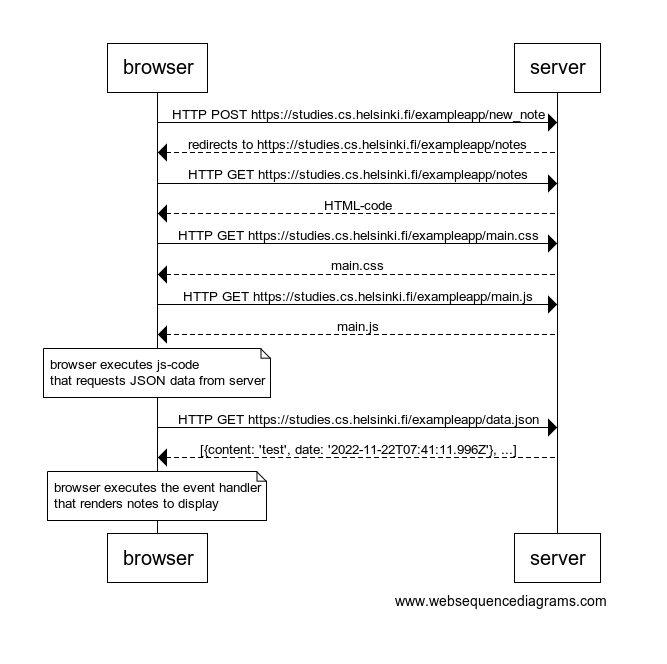 browser
server
HTTP POST https://studies.cs.helsinki.fi/exampleapp/new_note
redirects to https://studies.cs.helsinki.fi/exampleapp/notes
HTTP GET https://studies.cs.helsinki.fi/exampleapp/notes
HTML-code
HTTP GET https://studies.cs.helsinki.fi/exampleapp/main.css
main.css
HTTP GET https://studies.cs.helsinki.fi/exampleapp/main.js
main.js
browser executes js-code
that requests JSON data from server
HTTP GET https://studies.cs.helsinki.fi/exampleapp/data.json
[{content: 'test', date: '2022-11-22T07:41:11.996Z'}, ...]
browser executes the event handler
that renders notes to display
browser
server
www.websequencediagrams.com